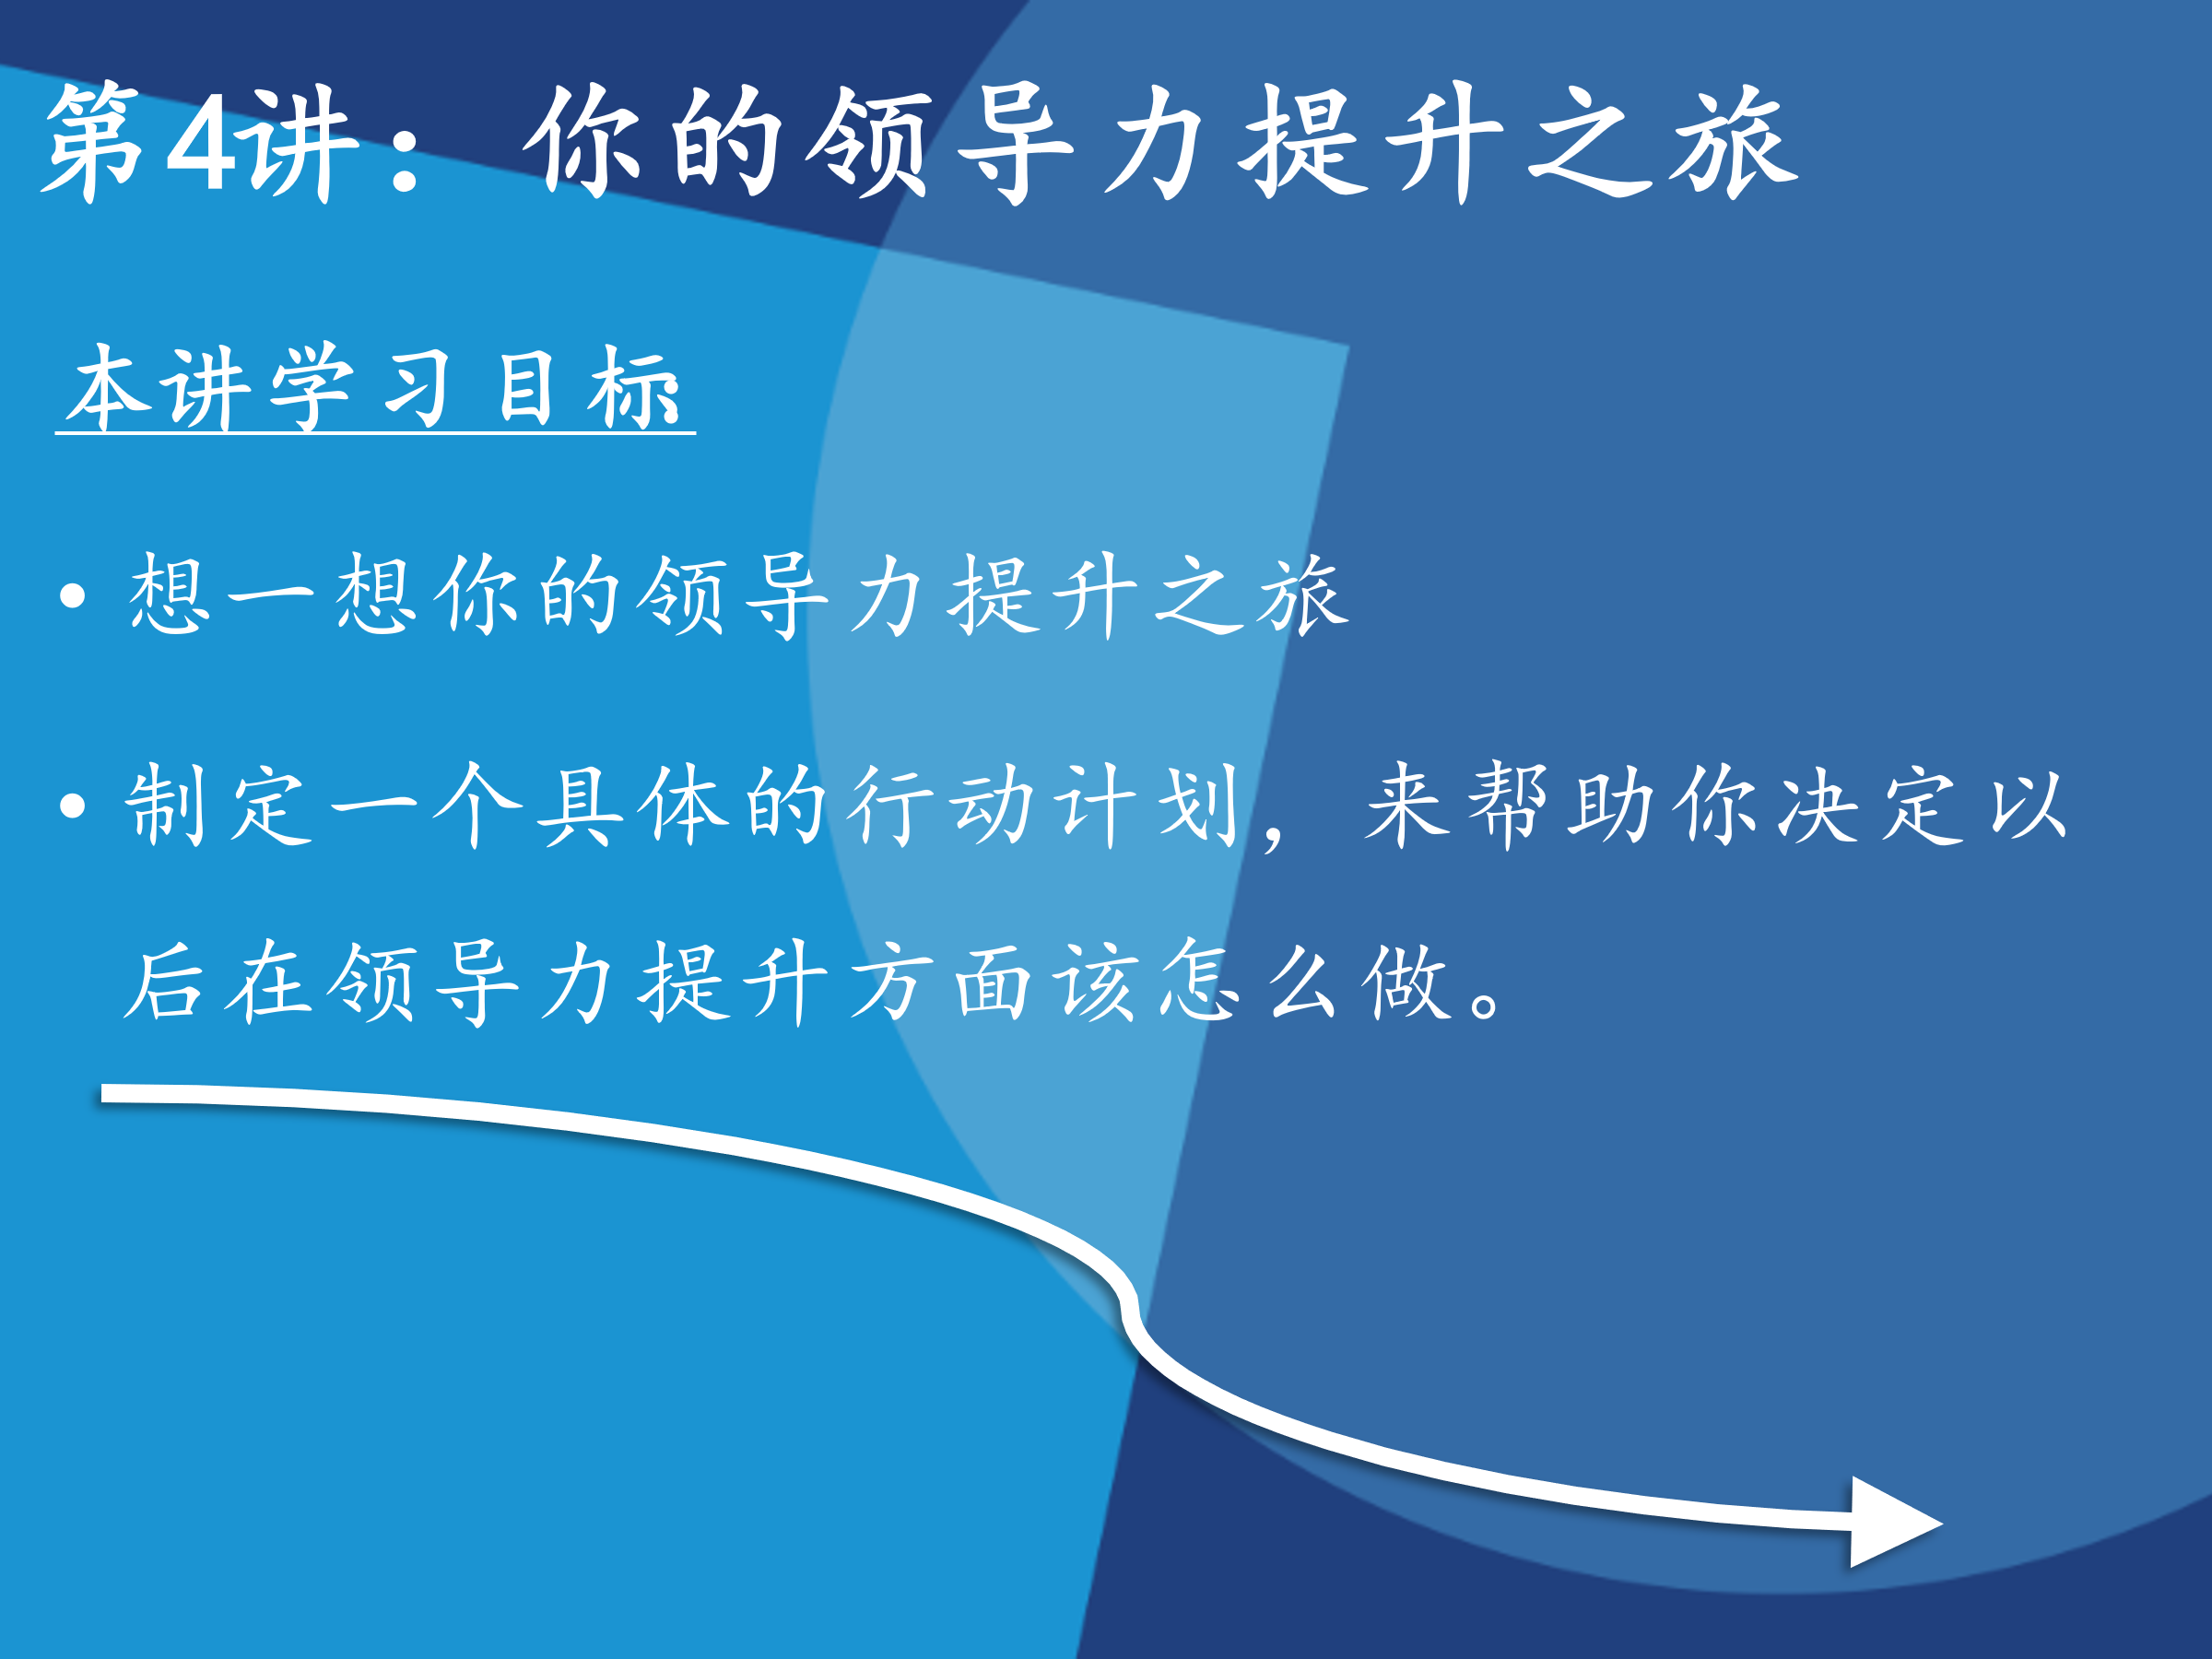 第4讲：你的领导力提升之旅
本讲学习目标:
• 想一想你的领导力提升之旅
• 制定一个具体的行动计划，来帮助你决定以
后在领导力提升方面该怎么做。